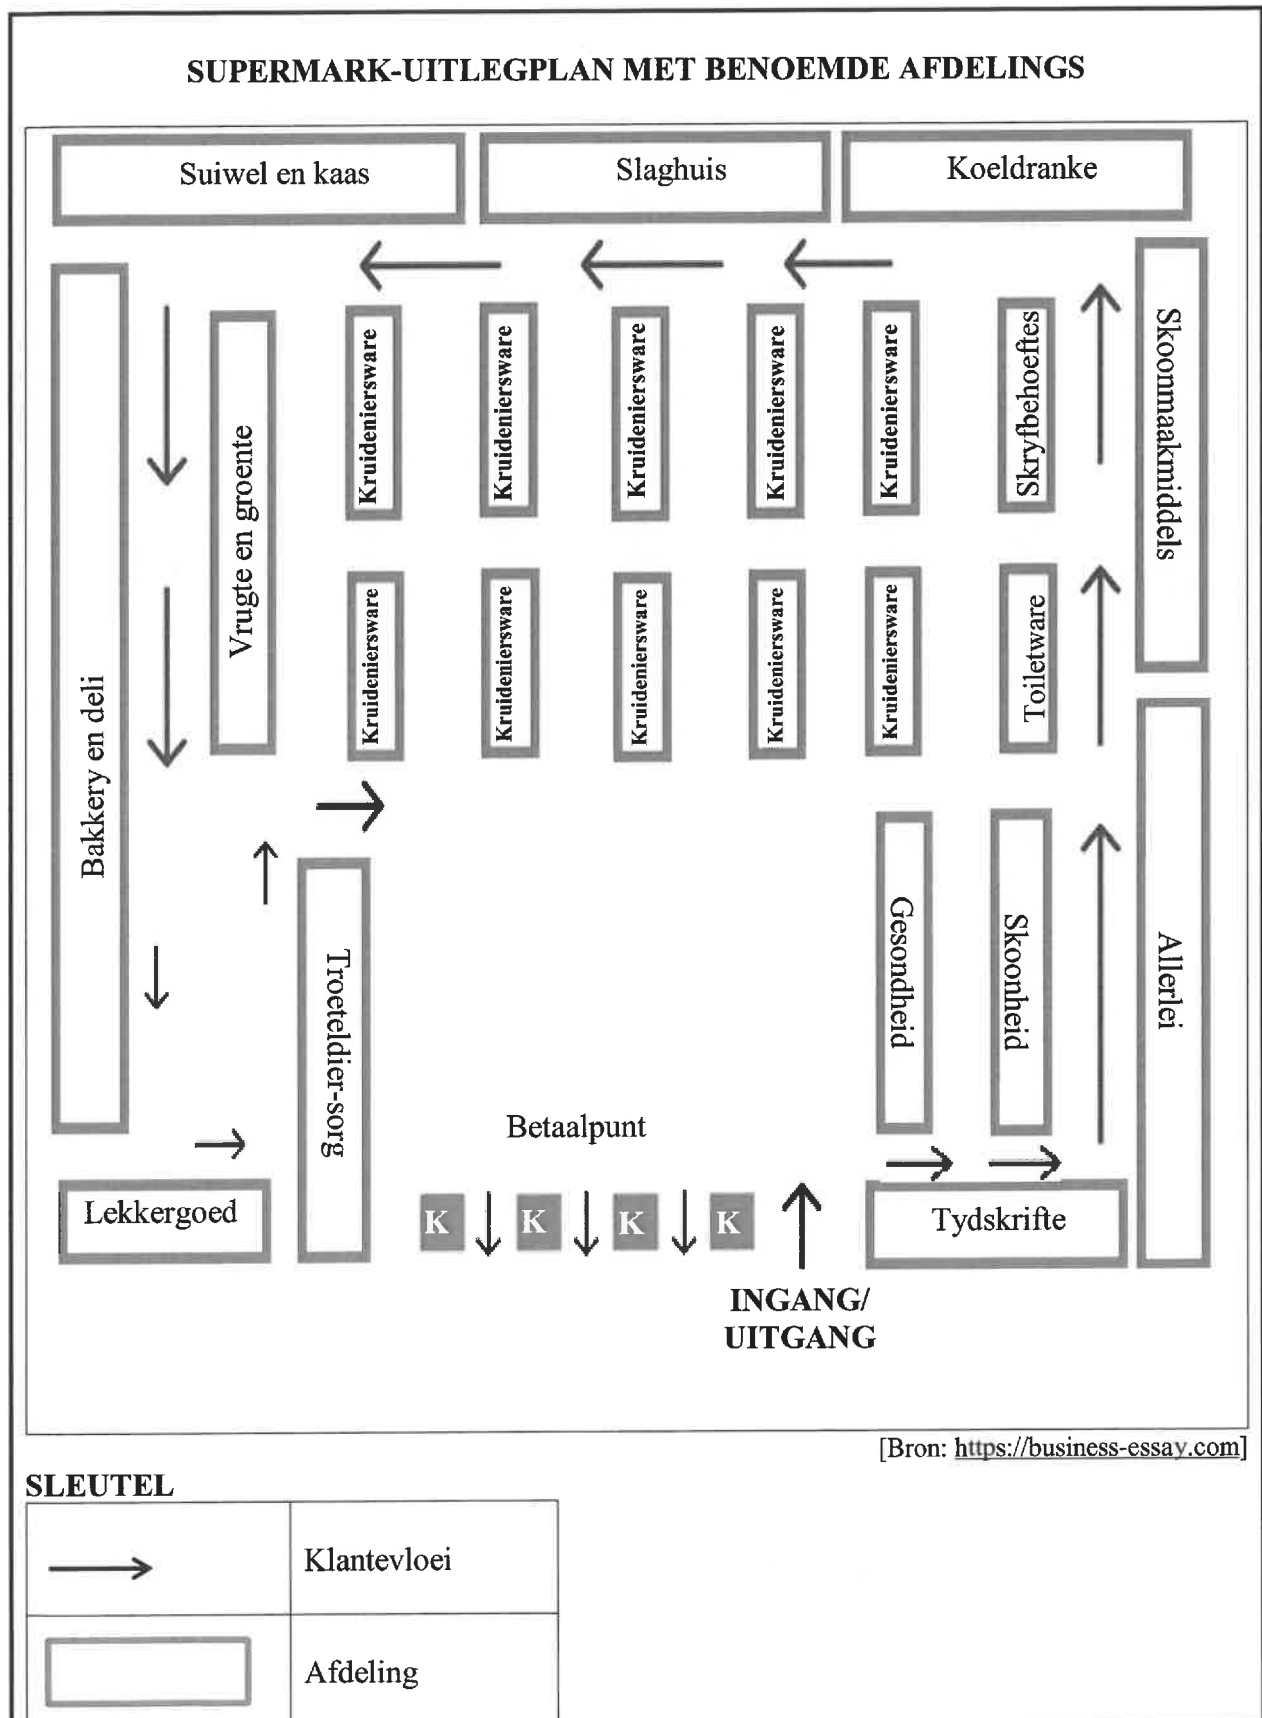 SUPERMARK-UITLEGPLAN MET BENOEMDE AFDELINGS
Suiwel en kaas
Slaghuis
Koeldranke
Bakkery en deli
Vrugte en groente
Kruideniersware
Kruideniersware
Kruideniersware
Kruideniersware
Kruideniersware
Skryfbehoeftes
Skoonmaakmiddels
Kruideniersware
Kruideniersware
Kruideniersware
Kruideniersware
Kruideniersware
Toiletware
Troeteldier-sorg
Gesondheid
Skoonheid
Allerlei
Betaalpunt
Lekkergoed
K
K
K
K
Tydskrifte
INGANG/
UITGANG
[Bron: https://business-essay.com]
SLEUTEL
Klantevloei
Afdeling